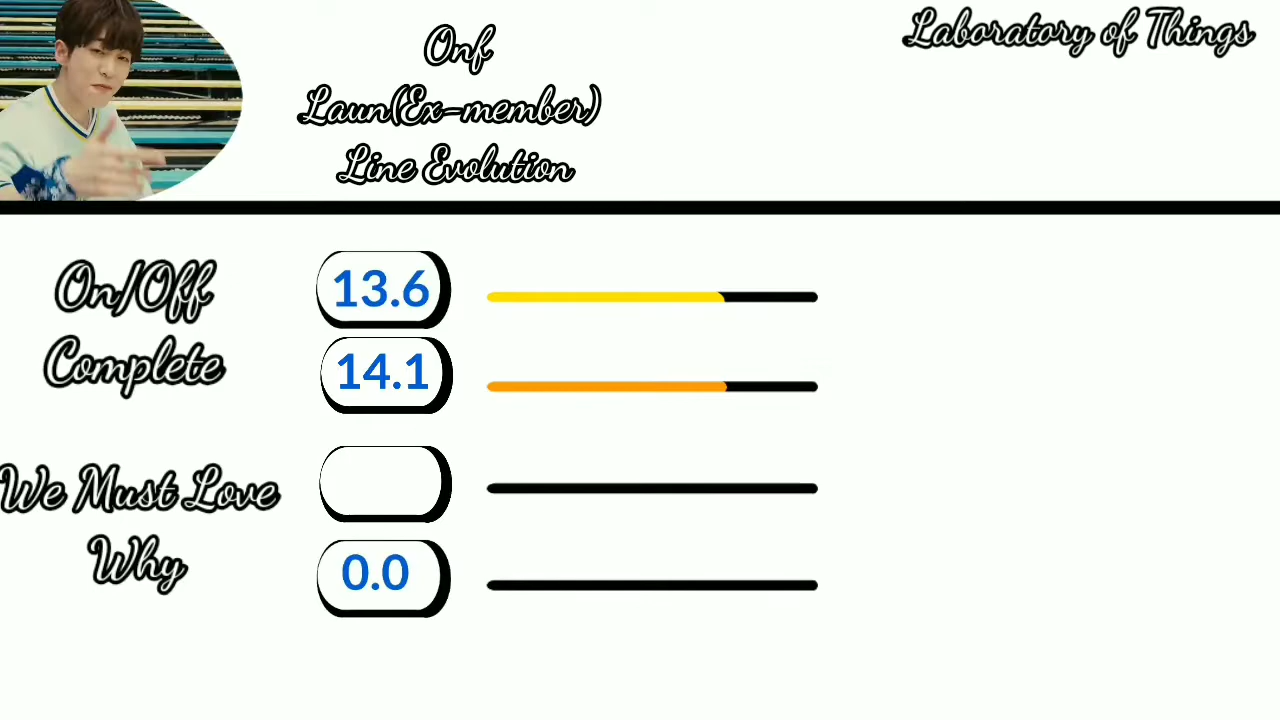 Laboratory of Things
Onf
Laun(Ex-member)
Line Evolution
On/Off
13.6
Complete
14.1
We Must Love
Why
0.0